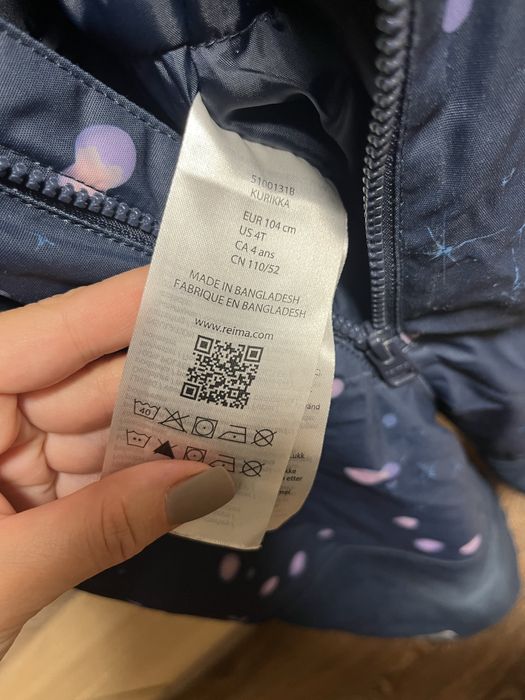 5100131B
KURIKKA
EUR 104 cm
US 4T
CA 4 ans
CN 110/52
MADE IN BANGLADESH
FABRIQUE EN BANGLADESH
www.reima.com
40